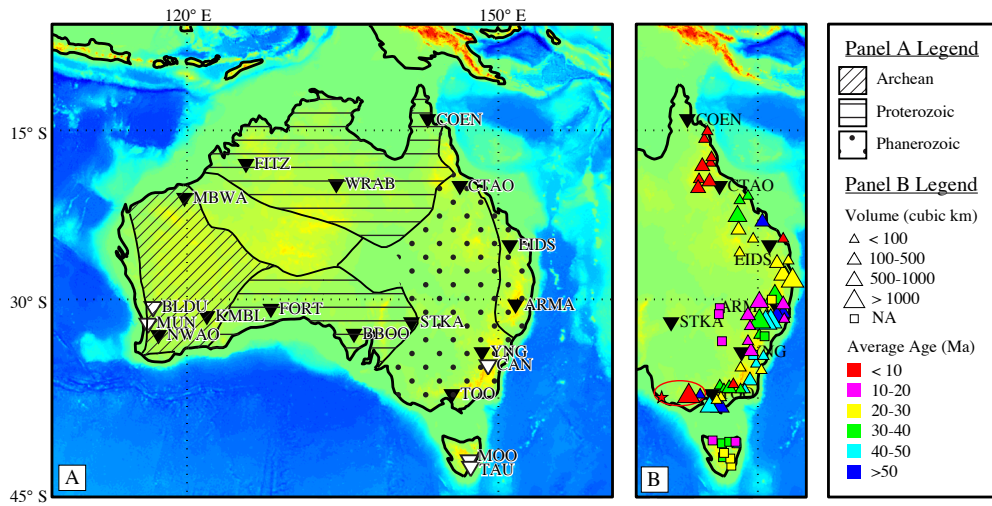 120° E
150° E
15° S
30° S
45° S
COEN
FITZ
WRAB
CTAO
MBWA
EIDS
BLDU
MUN
KMBL
NWAO
FORT
BBOO
STKA
ARMA
YNG
CAN
TOO
MOO
TAU
A
COEN
CTAO
EIDS
ARMA
STKA
YNG
B
Panel A Legend
Archean
Proterozoic
Phanerozoic
Panel B Legend
Volume (cubic km)
< 100
100-500
500-1000
> 1000
NA
Average Age (Ma)
< 10
10-20
20-30
30-40
40-50
>50